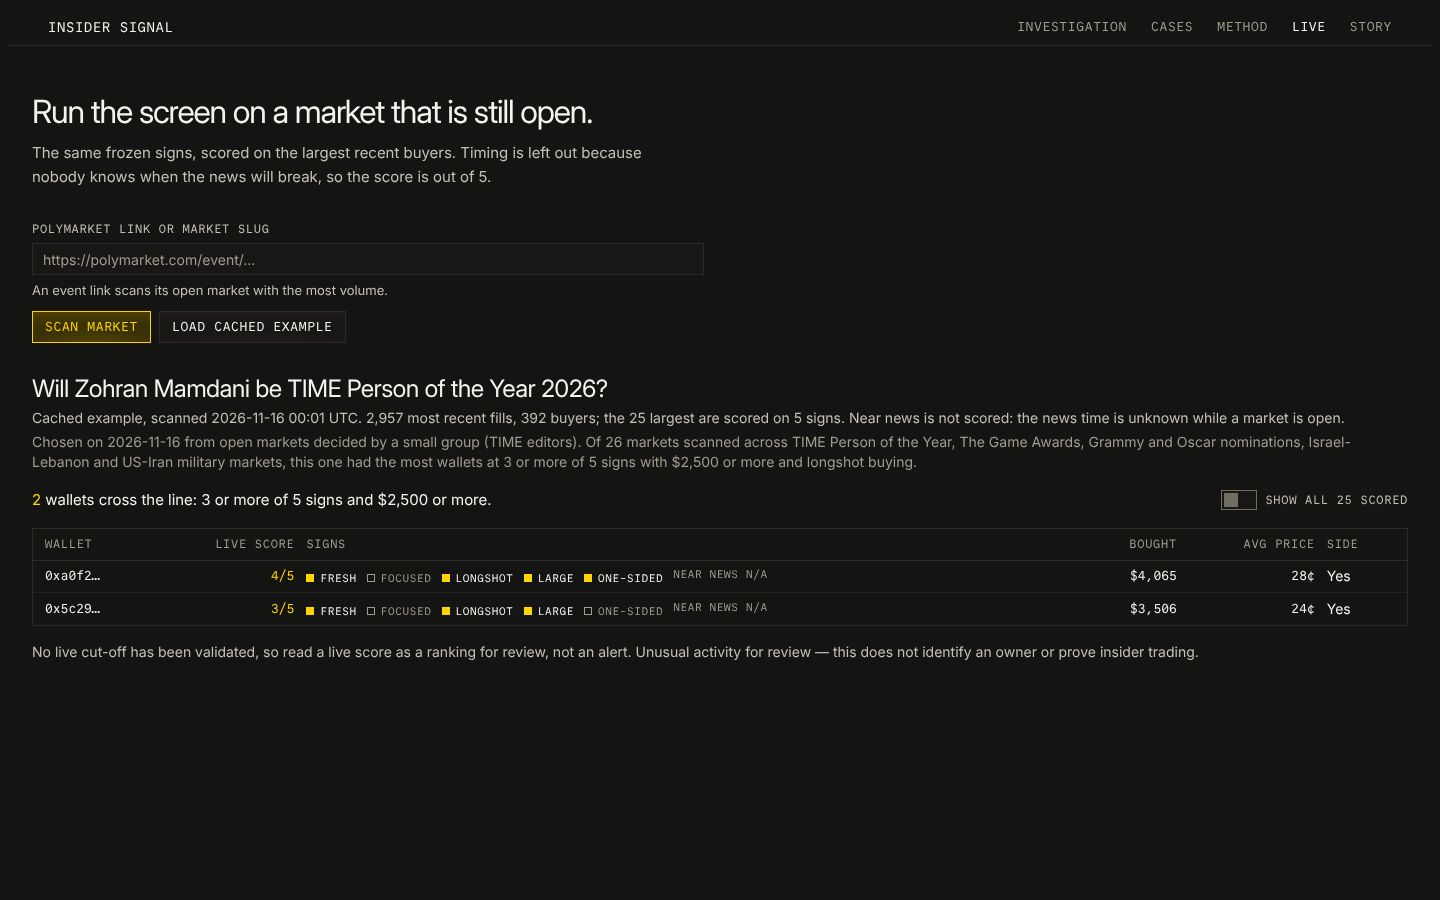 INSIDER SIGNAL
INVESTIGATION CASES METHOD LIVE STORY
Run the screen on a market that is still open.
The same frozen signs, scored on the largest recent buyers. Timing is left out because
nobody knows when the news will break, so the score is out of 5.
POLYMARKET LINK OR MARKET SLUG
https://polymarket.com/event/...
An event link scans its open market with the most volume.
SCAN MARKET LOAD CACHED EXAMPLE
Will Zohran Mamdani be TIME Person of the Year 2026?
Cached example, scanned 2026-11-16 00:01 UTC. 2,957 most recent fills, 392 buyers; the 25 largest are scored on 5 signs. Near news is not scored: the news time is unknown while a market is open.
Chosen on 2026-11-16 from open markets decided by a small group (TIME editors). Of 26 markets scanned across TIME Person of the Year, The Game Awards, Grammy and Oscar nominations, Israel-
Lebanon and US-Iran military markets, this one had the most wallets at 3 or more of 5 signs with $2,500 or more and longshot buying.
2 wallets cross the line: 3 or more of 5 signs and $2,500 or more.
SHOW ALL 25 SCORED
WALLET LIVE SCORE SIGNS BOUGHT AVG PRICE SIDE
0xa0f2… 4/5 FRESH FOCUSED LONGSHOT LARGE ONE-SIDED NEAR NEWS N/A $4,065 28¢ Yes
0x5c29… 3/5 FRESH FOCUSED LONGSHOT LARGE ONE-SIDED NEAR NEWS N/A $3,506 24¢ Yes
No live cut-off has been validated, so read a live score as a ranking for review, not an alert. Unusual activity for review — this does not identify an owner or prove insider trading.